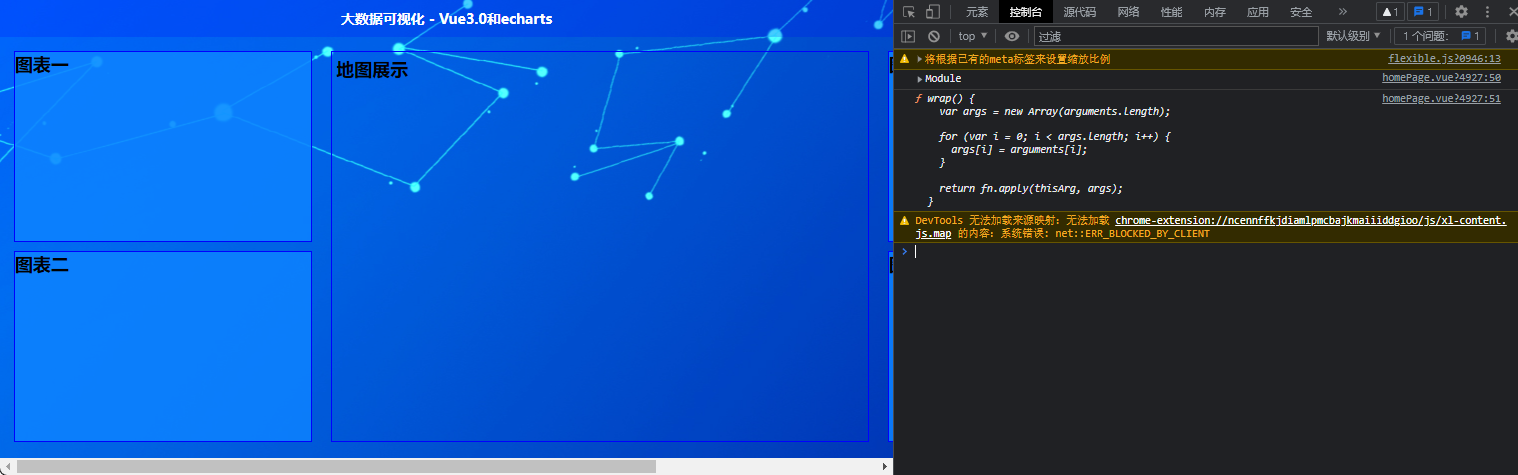 大数据可视化 - Vue3.0和echarts
图表一
地图展示
图表二
元素 控制台 源代码 网络 性能 内存 应用 安全 » 1 1
top 过滤 默认级别 1 个问题: 1
将根据已有的meta标签来设置缩放比例 flexible.js?0946:13
Module homePage.vue?4927:50
ƒ wrap() { homePage.vue?4927:51
var args = new Array(arguments.length);
for (var i = 0; i < args.length; i++) {
args[i] = arguments[i];
}
return fn.apply(thisArg, args);
}
DevTools 无法加载来源映射：无法加载 chrome-extension://ncennffkjdiamlpmcbajkmaiiiddgioo/js/xl-content.
js.map 的内容：系统错误: net::ERR_BLOCKED_BY_CLIENT
>